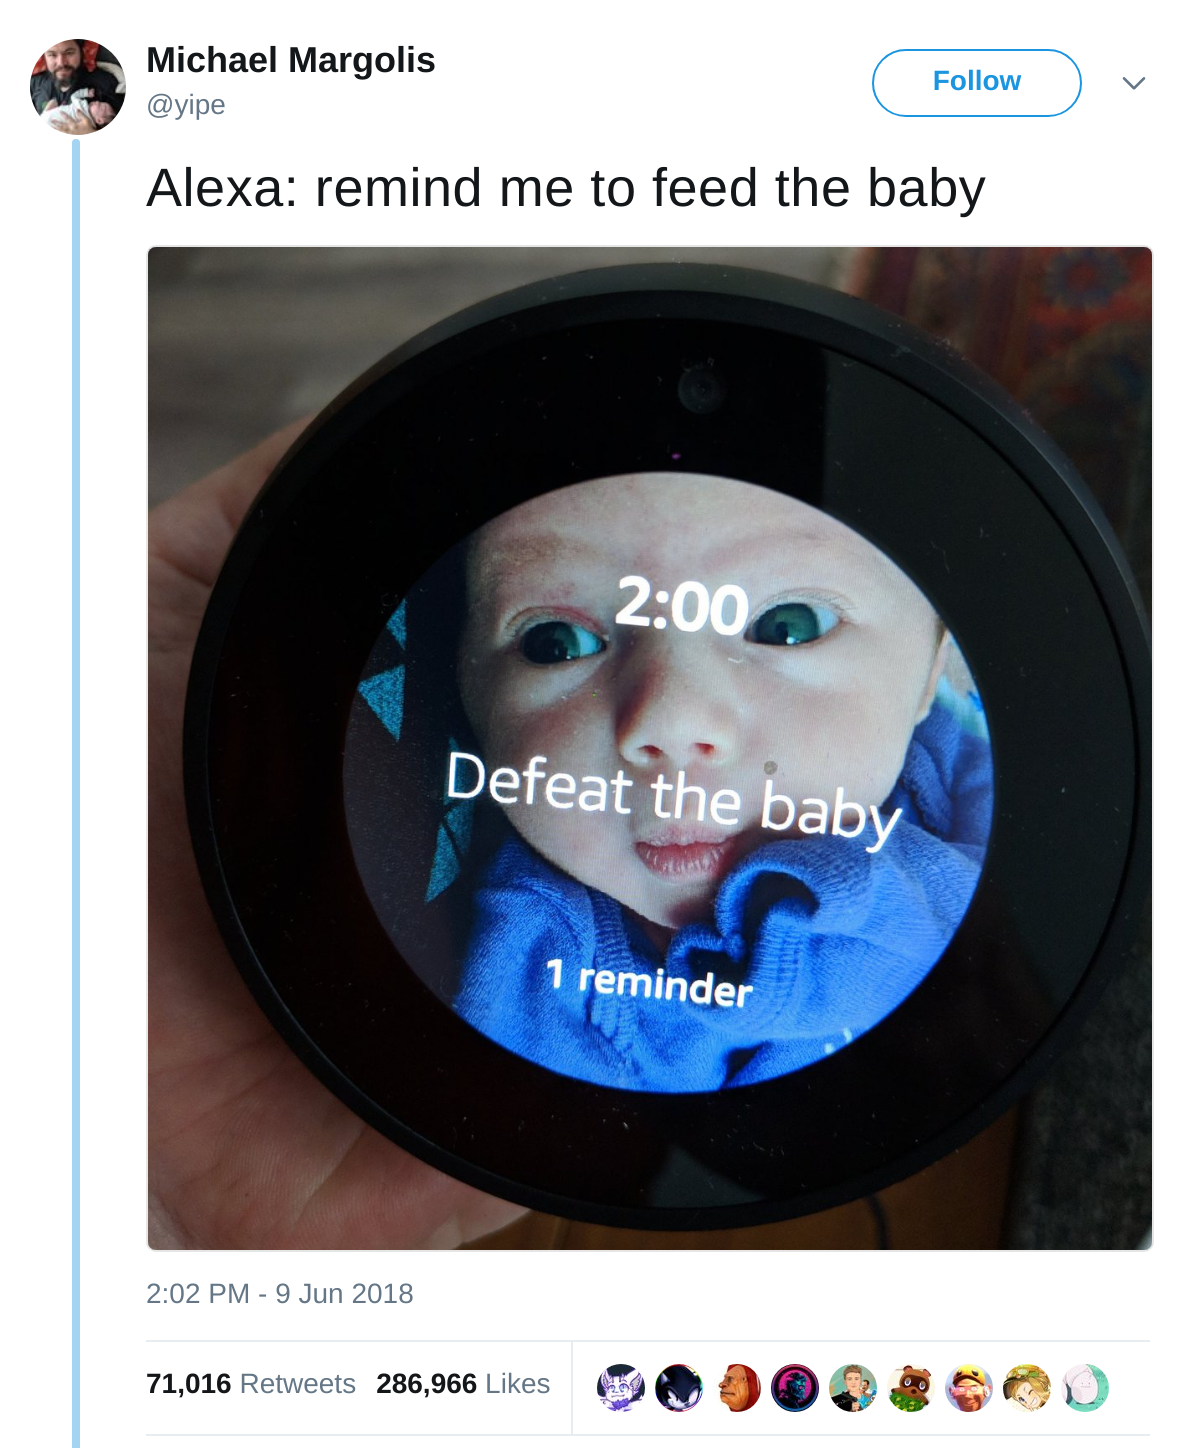 Michael Margolis
@yipe
Follow
Alexa: remind me to feed the baby
2:00
Defeat the baby
1 reminder
2:02 PM - 9 Jun 2018
71,016 Retweets 286,966 Likes